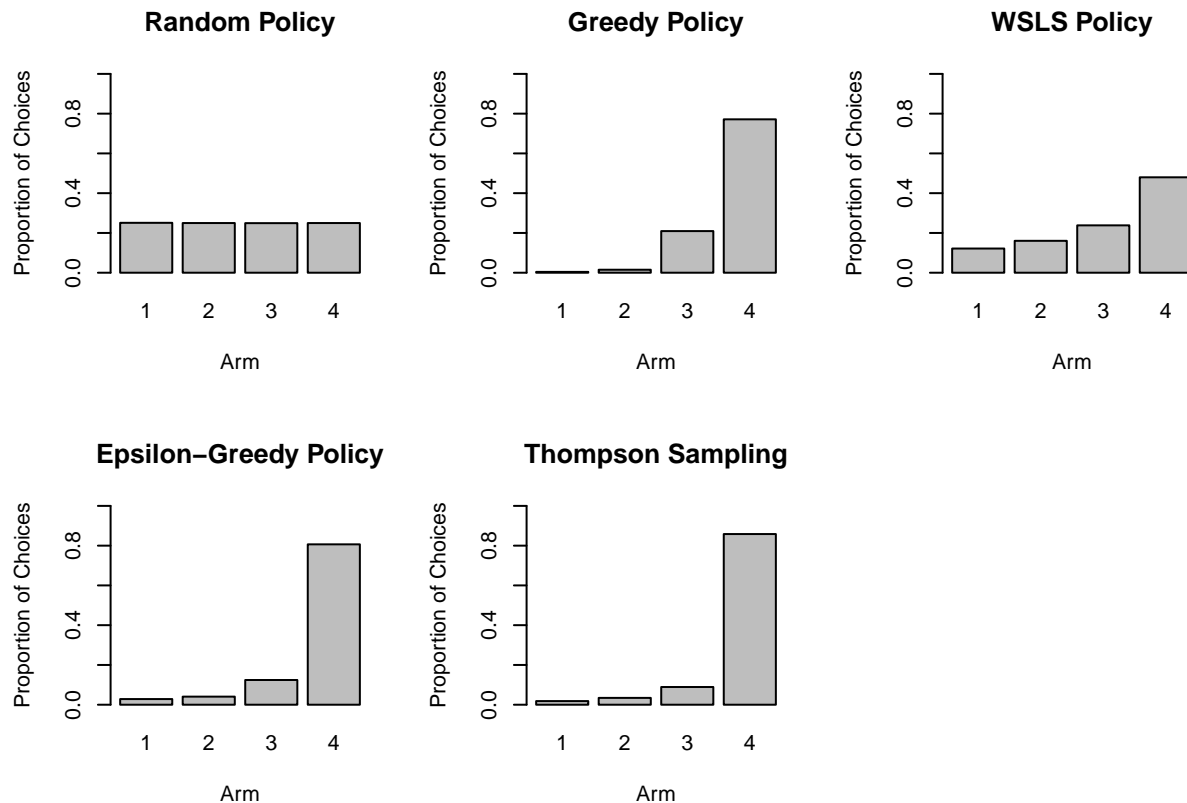 Random Policy
Proportion of Choices
0.0
0.4
0.8
1
2
3
4
Arm
Greedy Policy
Proportion of Choices
0.0
0.4
0.8
1
2
3
4
Arm
WSLS Policy
Proportion of Choices
0.0
0.4
0.8
1
2
3
4
Arm
Epsilon−Greedy Policy
Proportion of Choices
0.0
0.4
0.8
1
2
3
4
Arm
Thompson Sampling
Proportion of Choices
0.0
0.4
0.8
1
2
3
4
Arm